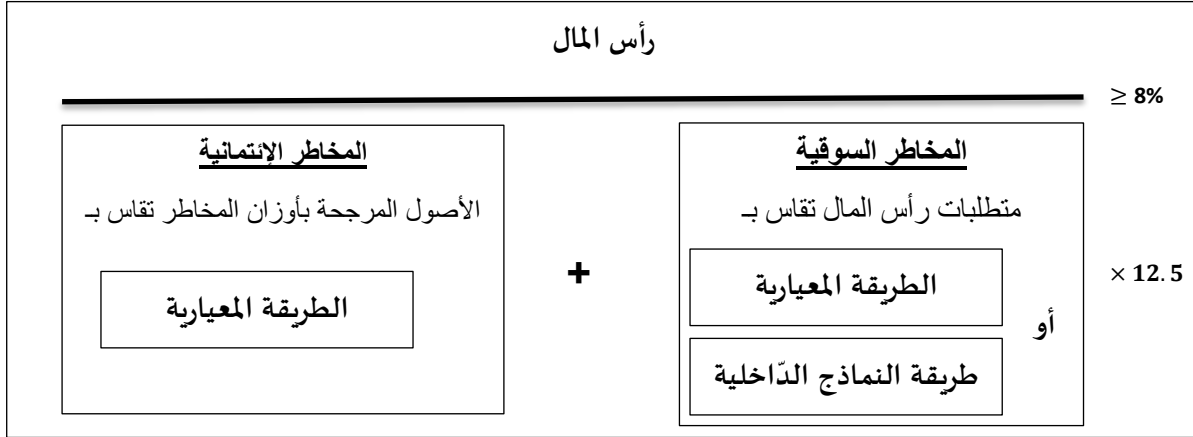 رأس المال
≥ 8%
المخاطر السوقية
متطلبات رأس المال تقاس بـ
الطريقة المعيارية
أو
طريقة النماذج الدّاخلية
× 12.5
+
المخاطر الإئتمانية
الأصول المرجحة بأوزان المخاطر تقاس بـ
الطريقة المعيارية